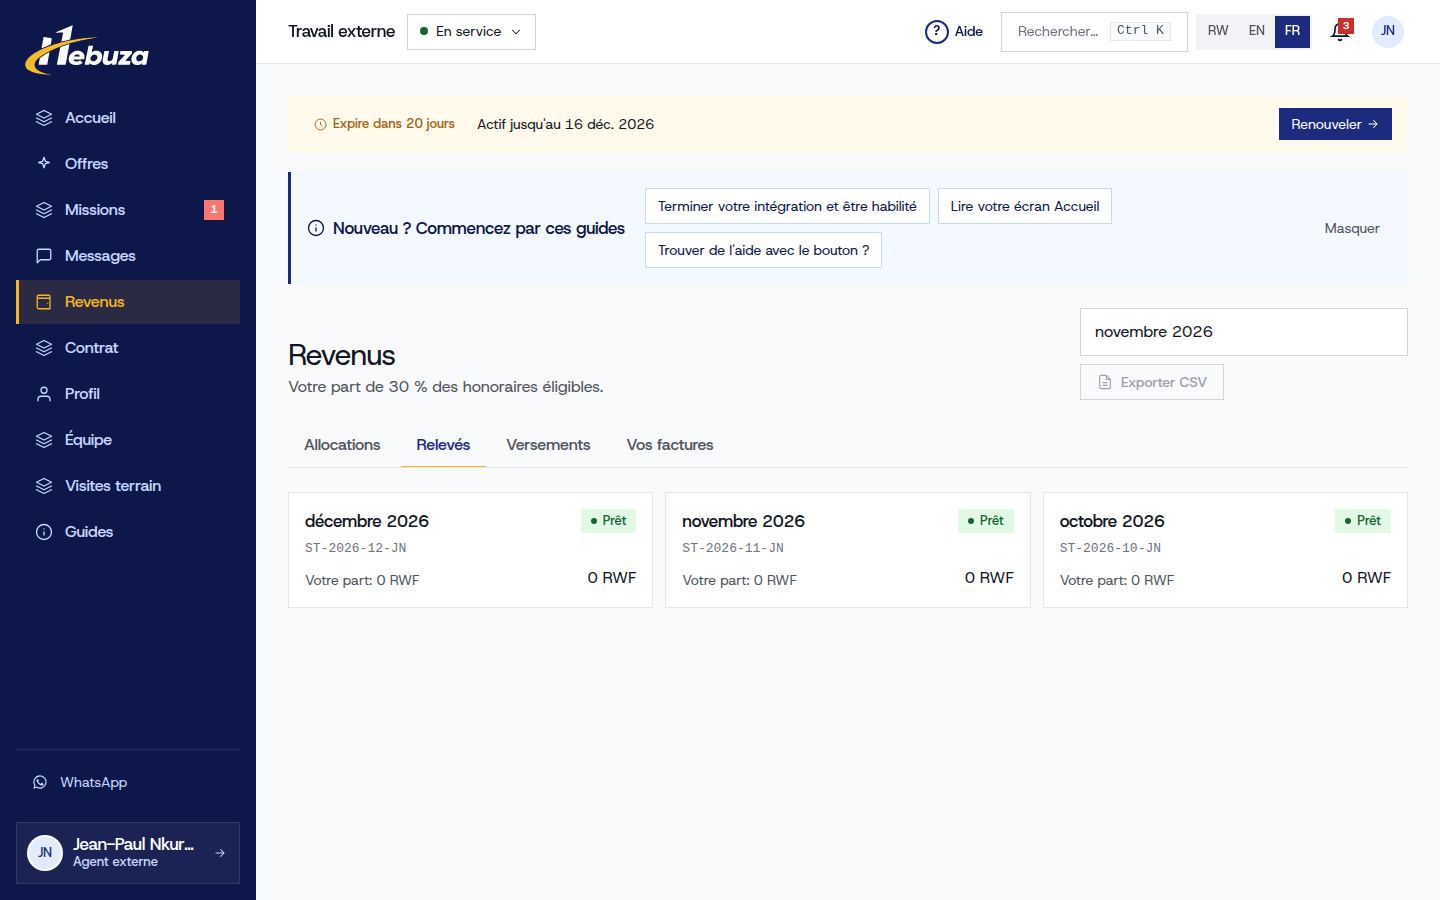 Hebuza
Accueil
Offres
Missions 1
Messages
Revenus
Contrat
Profil
Équipe
Visites terrain
Guides
WhatsApp
JN Jean-Paul Nkur...
Agent externe
Travail externe En service ? Aide Rechercher... Ctrl K RW EN FR 3 JN
Expire dans 20 jours Actif jusqu'au 16 déc. 2026 Renouveler →
Nouveau ? Commencez par ces guides
Terminer votre intégration et être habilité Lire votre écran Accueil
Trouver de l'aide avec le bouton ?
Masquer
Revenus
Votre part de 30 % des honoraires éligibles.
novembre 2026
Exporter CSV
Allocations Relevés Versements Vos factures
décembre 2026 Prêt
ST-2026-12-JN
Votre part: 0 RWF 0 RWF
novembre 2026 Prêt
ST-2026-11-JN
Votre part: 0 RWF 0 RWF
octobre 2026 Prêt
ST-2026-10-JN
Votre part: 0 RWF 0 RWF